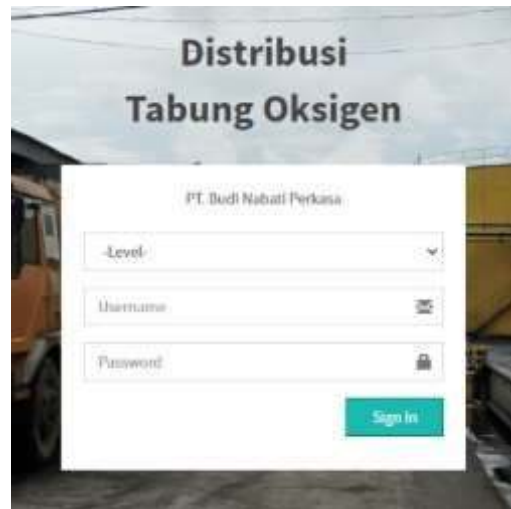 Distribusi
Tabung Oksigen
PT. Budi Nabati Perkasa
-Level-
Username
Password
Sign In